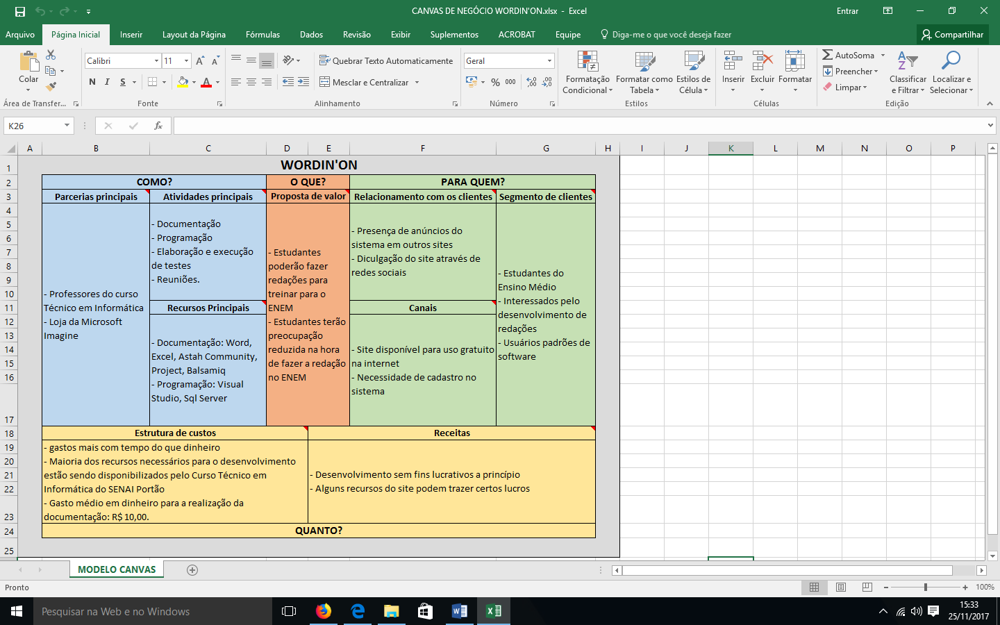 CANVAS DE NEGÓCIO WORDIN'ON.xlsx - Excel
Entrar
Arquivo Página Inicial Inserir Layout da Página Fórmulas Dados Revisão Exibir Suplementos ACROBAT Equipe Diga-me o que você deseja fazer Compartilhar
Colar
Calibri 11
N I S
Quebrar Texto Automaticamente
Mesclar e Centralizar
Geral
% 000
Formatação Condicional
Formatar como Tabela
Estilos de Célula
Inserir Excluir Formatar
AutoSoma
Preencher
Limpar
Classificar e Filtrar
Localizar e Selecionar
Área de Transfer... Fonte Alinhamento Número Estilos Células Edição
K26
fx
A B C D E F G H I J K L M N O P
1
2
3
4
5
6
7
8
9
10
11
12
13
14
15
16
17
18
19
20
21
22
23
24
25
WORDIN'ON
COMO? O QUE? PARA QUEM?
Parcerias principais Atividades principais Proposta de valor Relacionamento com os clientes Segmento de clientes
- Professores do curso
Técnico em Informática
- Loja da Microsoft
Imagine
- Documentação
- Programação
- Elaboração e execução
de testes
- Reuniões.
Recursos Principais
- Documentação: Word,
Excel, Astah Community,
Project, Balsamiq
- Programação: Visual
Studio, Sql Server
- Estudantes
poderão fazer
redações para
treinar para o
ENEM
- Estudantes terão
preocupação
reduzida na hora
de fazer a redação
no ENEM
- Presença de anúncios do
sistema em outros sites
- Diculgação do site através de
redes sociais
Canais
- Site disponível para uso gratuito
na internet
- Necessidade de cadastro no
sistema
- Estudantes do
Ensino Médio
- Interessados pelo
desenvolvimento de
redações
- Usuários padrões de
software
Estrutura de custos Receitas
- gastos mais com tempo do que dinheiro
- Maioria dos recursos necessários para o desenvolvimento
estão sendo disponibilizados pelo Curso Técnico em
Informática do SENAI Portão
- Gasto médio em dinheiro para a realização da
documentação: R$ 10,00.
- Desenvolvimento sem fins lucrativos a princípio
- Alguns recursos do site podem trazer certos lucros
QUANTO?
MODELO CANVAS
Pronto
100%
Pesquisar na Web e no Windows
15:33
25/11/2017